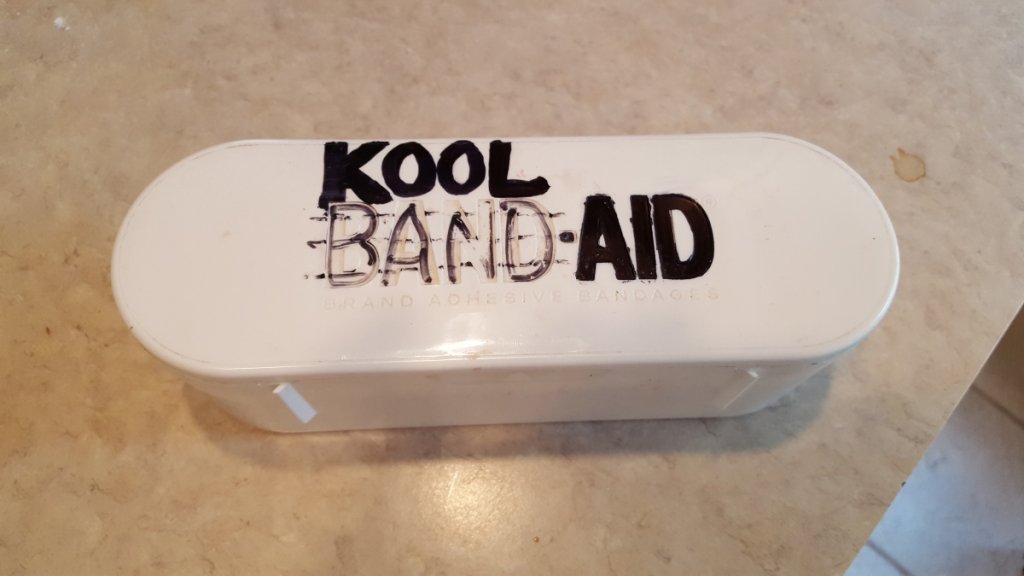 KOOL
BAND-AID®
BRAND ADHESIVE BANDAGES